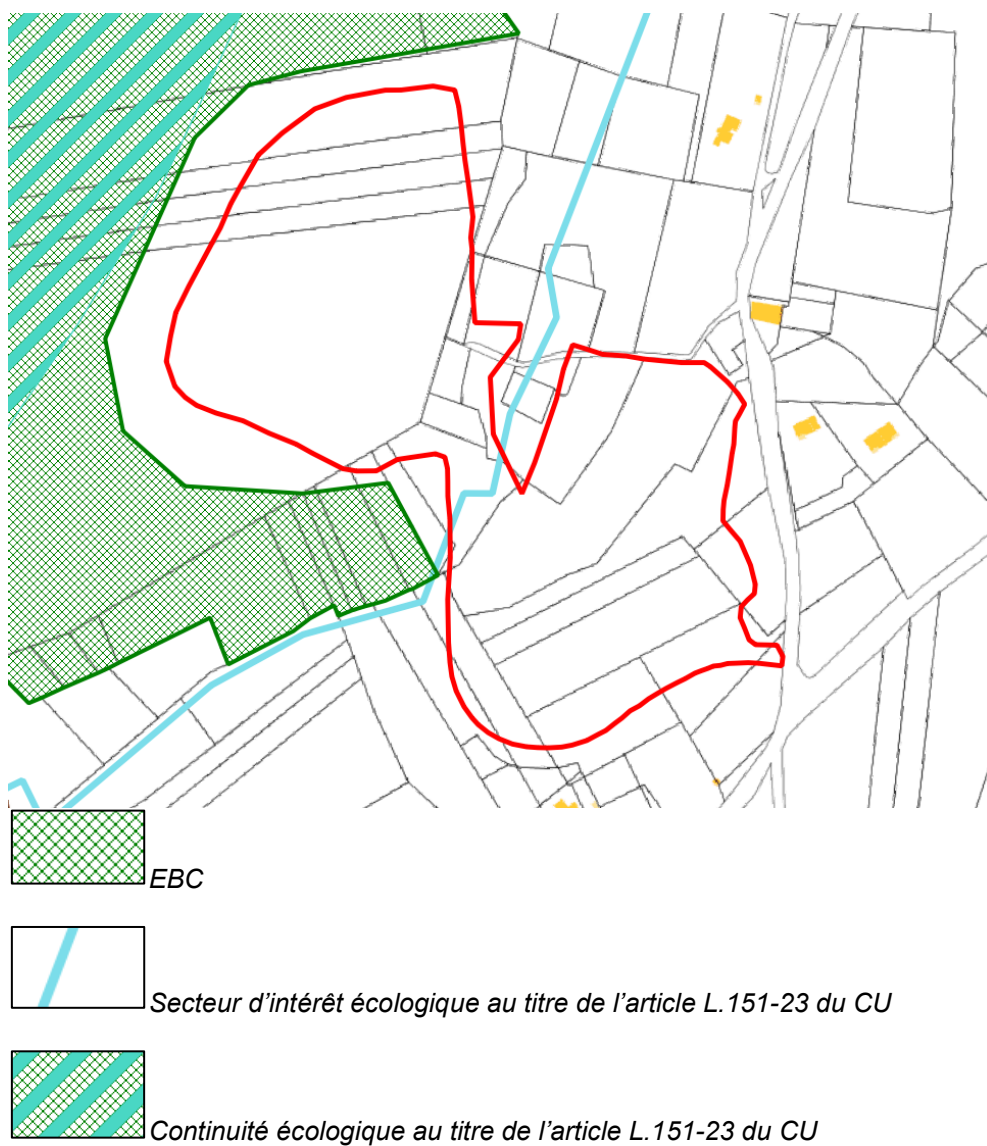 EBC
Secteur d'intérêt écologique au titre de l'article L.151-23 du CU
Continuité écologique au titre de l'article L.151-23 du CU